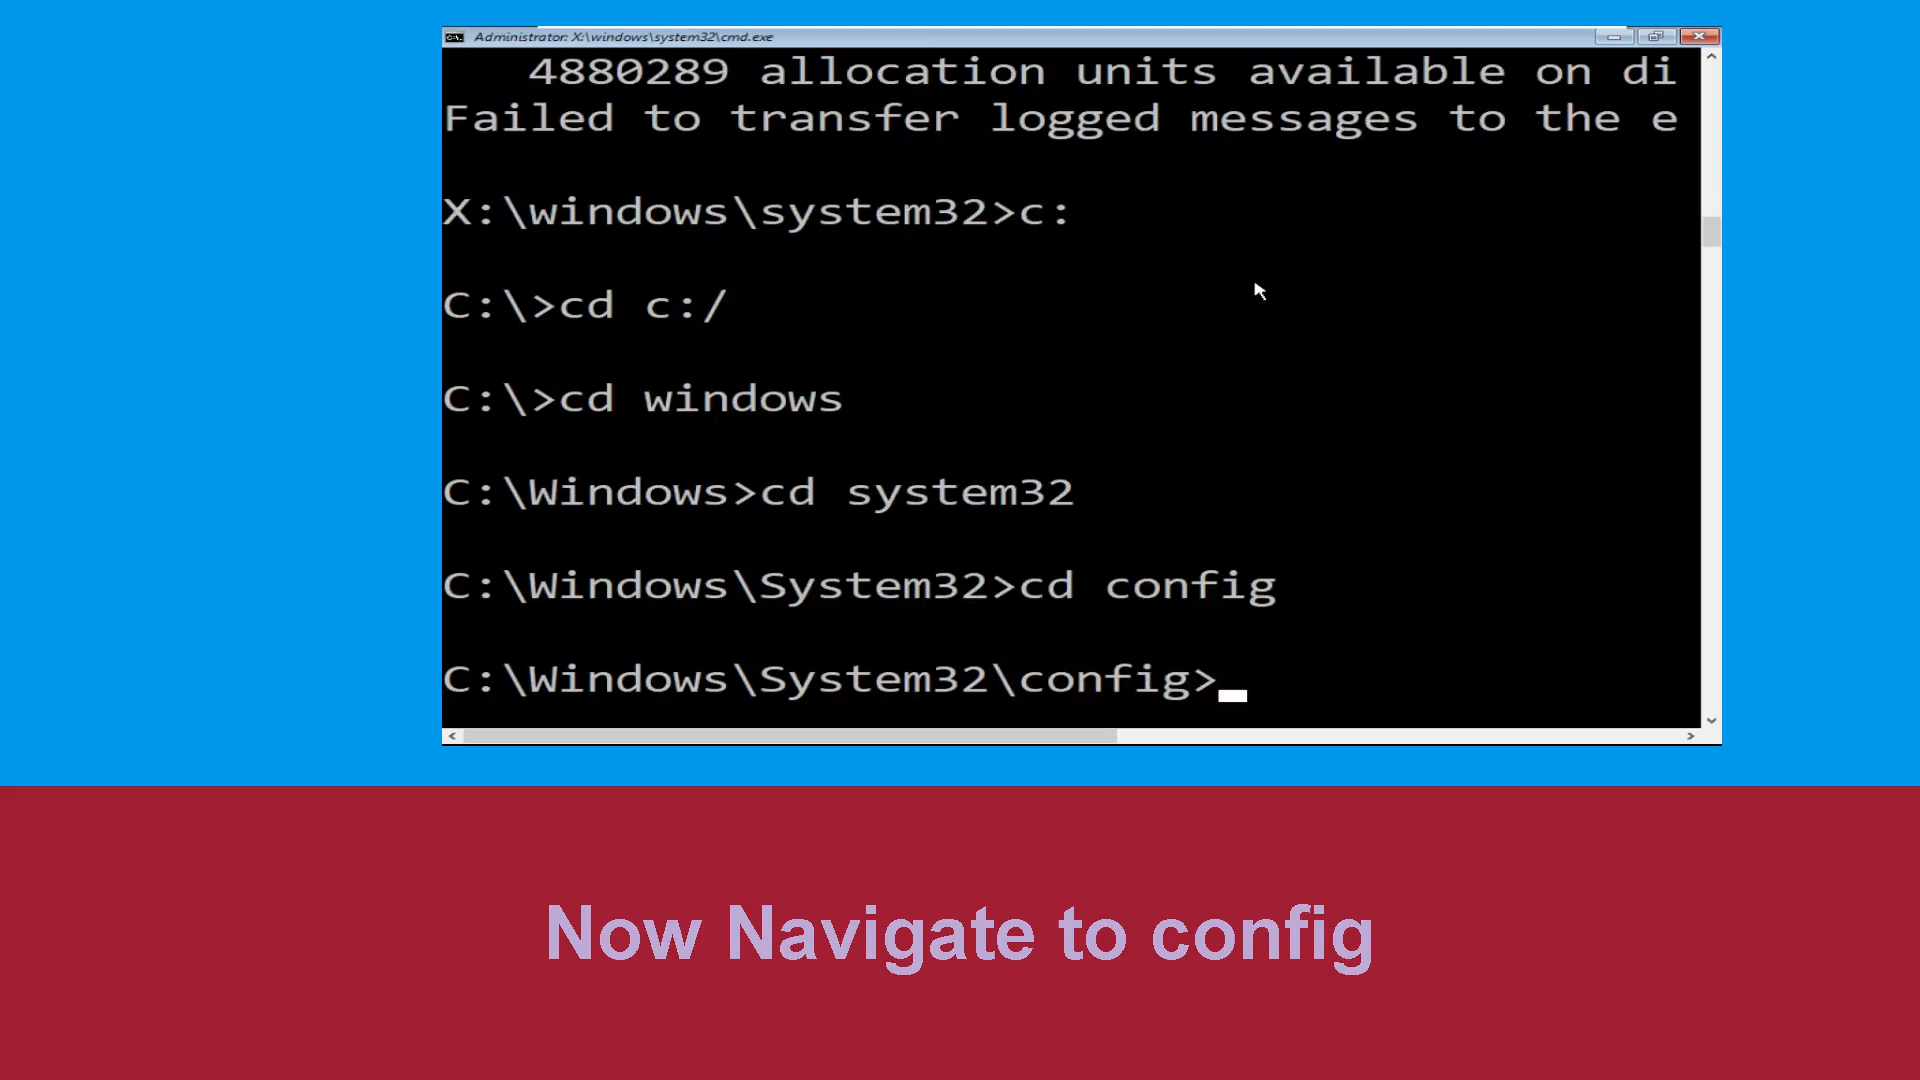 Administrator: X:\windows\system32\cmd.exe
4880289 allocation units available on di
Failed to transfer logged messages to the e
X:\windows\system32>c:
C:\>cd c:/
C:\>cd windows
C:\Windows>cd system32
C:\Windows\System32>cd config
C:\Windows\System32\config>
Now Navigate to config